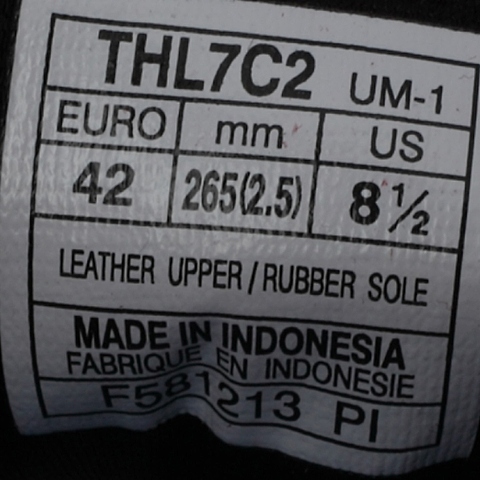 THL7C2 UM-1
EURO mm US
42 265(2.5) 8 ½
LEATHER UPPER / RUBBER SOLE
MADE IN INDONESIA
FABRIQUE EN INDONESIE
F581213 PI